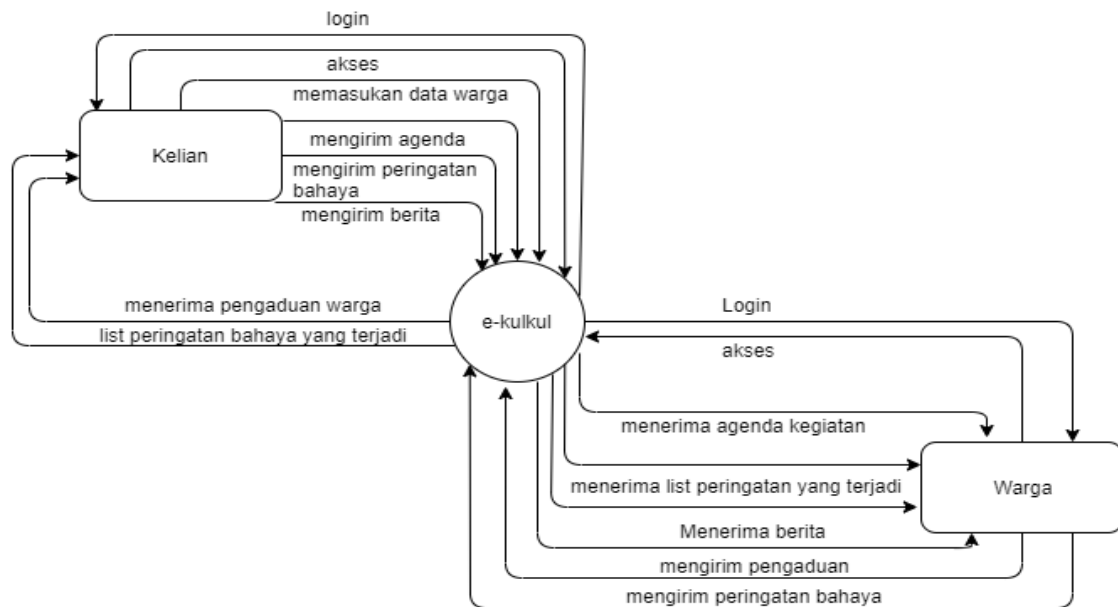 login
akses
memasukan data warga
mengirim agenda
Kelian
mengirim peringatan
bahaya
mengirim berita
menerima pengaduan warga
list peringatan bahaya yang terjadi
e-kulkul
Login
akses
menerima agenda kegiatan
menerima list peringatan yang terjadi
Warga
Menerima berita
mengirim pengaduan
mengirim peringatan bahaya